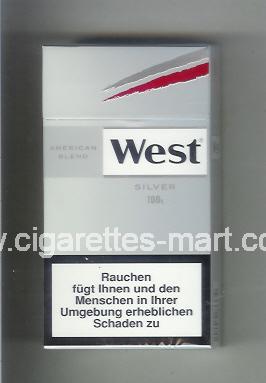 AMERICAN
BLEND
West
SILVER
100s
www.cigarettes-mart.com
Rauchen
fügt Ihnen und den
Menschen in Ihrer
Umgebung erheblichen
Schaden zu